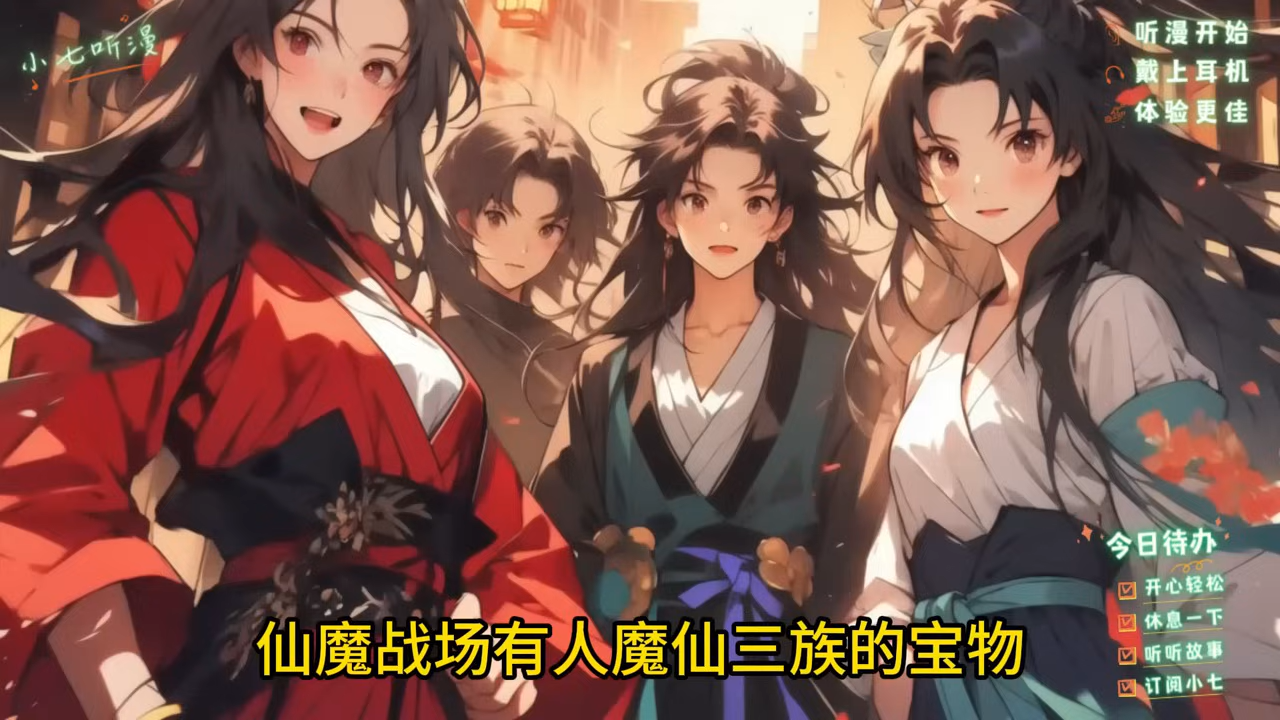 小七听漫
听漫开始
戴上耳机
体验更佳
今日待办
开心轻松
休息一下
听听故事
订阅小七
仙魔战场有人魔仙三族的宝物